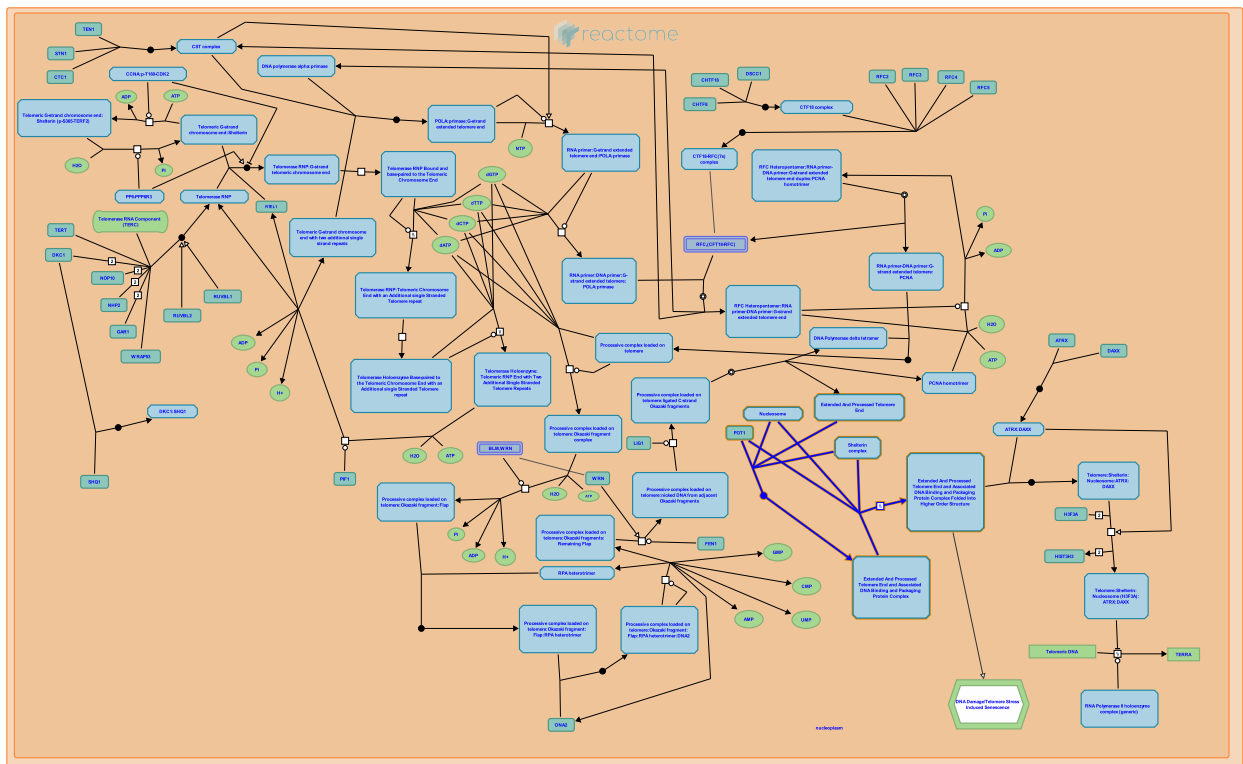 reactome
TEN1
STN1
CTC1
CST complex
DNA polymerase alpha:primase
CCNA:p-T160-CDK2
ADP
ATP
Telomeric G-strand chromosome end:
Shelterin (p-S365-TERF2)
Telomeric G-strand
chromosome end:Shelterin
H2O
Pi
PP6-PPP6R3
Telomerase RNP:G-strand
telomeric chromosome end
Telomerase RNP
RTEL1
Telomerase RNP Bound and
base-paired to the Telomeric
Chromosome End
POLA primase:G-strand
extended telomere end
NTP
RNA primer:G-strand extended
telomere end:POLA primase
dGTP
dTTP
dCTP
dATP
CHTF18
DSCC1
CHTF8
CTF18 complex
RFC2
RFC3
RFC4
RFC5
CTF18-RFC(7s)
complex
RFC Heteropentamer:RNA primer-
DNA primer:G-strand extended
telomere end duplex:PCNA
homotrimer
Pi
ADP
RFC,(CFT18-RFC)
RNA primer-DNA primer:G-
strand extended telomere:
PCNA
Telomerase RNA Component
(TERC)
TERT
DKC1
2
NOP10
2
NHP2
2
GAR1
WRAP53
RUVBL2
RUVBL1
Telomeric G-strand chromosome
end with two additional single
strand repeats
Telomerase RNP:Telomeric Chromosome
End with an Additional single Stranded
Telomere repeat
RNA primer:DNA primer:G-
strand extended telomere:
POLA primase
RFC Heteropentamer:RNA
primer-DNA primer:G-strand
extended telomere end
H2O
ATP
ADP
Pi
H+
Telomerase Holoenzyme Base-paired to
the Telomeric Chromosome End with an
Additional single Stranded Telomere
repeat
Telomerase Holoenzyme:
Telomeric RNP End with Two
Additional Single Stranded
Telomere Repeats
Processive complex loaded on
telomere
DNA Polymerase delta tetramer
PCNA homotrimer
ATRX
DAXX
DKC1:SHQ1
SHQ1
H2O
ATP
PIF1
Processive complex loaded on
telomere:Okazaki fragment
complex
Processive complex loaded on
telomere:ligated C-strand
Okazaki fragments
Extended And Processed Telomere
End
Nucleosome
POT1
Shelterin
complex
ATRX:DAXX
LIG1
BLM,WRN
WRN
H2O
ATP
Processive complex loaded on
telomere:Okazaki fragment:Flap
Processive complex loaded on
telomere:nicked DNA from adjacent
Okazaki fragments
Extended And Processed
Telomere End and Associated
DNA Binding and Packaging
Protein Complex Folded Into
Higher Order Structure
Telomere:Shelterin:
Nucleosome:ATRX:
DAXX
H3F3A
2
HIST3H3
2
Pi
ADP
H+
Processive complex loaded on
telomere:Okazaki fragments:
Remaining Flap
FEN1
GMP
CMP
UMP
AMP
RPA heterotrimer
Extended And Processed
Telomere End and Associated
DNA Binding and Packaging
Protein Complex
Telomere:Shelterin:
Nucleosome (H3F3A):
ATRX:DAXX
Processive complex loaded on
telomere:Okazaki fragment:
Flap:RPA heterotrimer
Processive complex loaded on
telomere:Okazaki fragment:
Flap:RPA heterotrimer:DNA2
DNA2
Telomeric DNA
TERRA
RNA Polymerase II holoenzyme
complex (generic)
DNA Damage/Telomere Stress
Induced Senescence
nucleoplasm